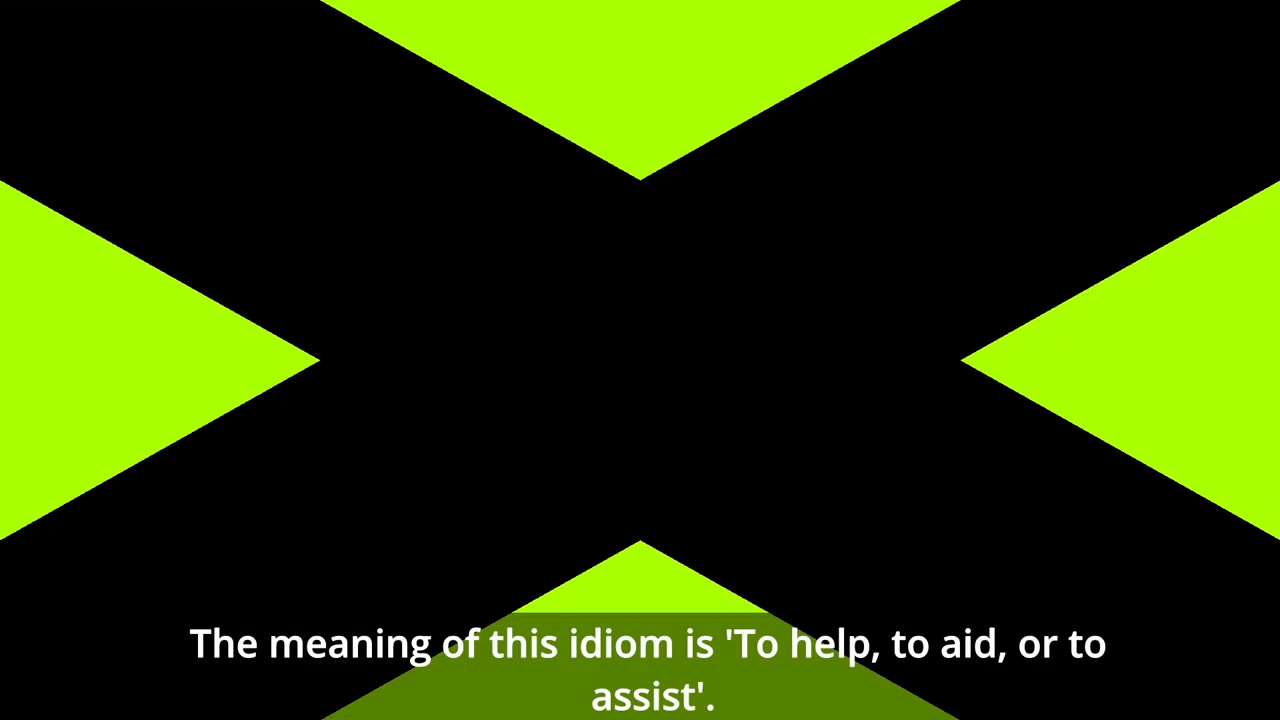 The meaning of this idiom is 'To help, to aid, or to
assist'.